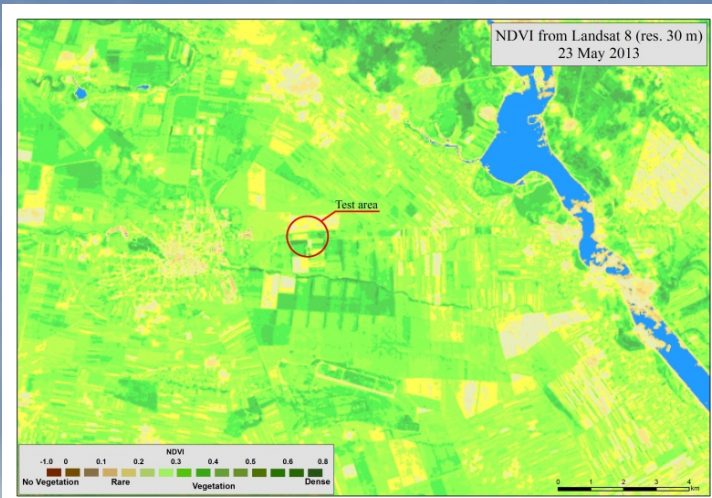 NDVI from Landsat 8 (res. 30 m)
23 May 2013
Test area
NDVI
-1.0 0 0.1 0.2 0.3 0.4 0.5 0.6 0.8
No Vegetation Rare Vegetation Dense
0 1 2 3 4
km